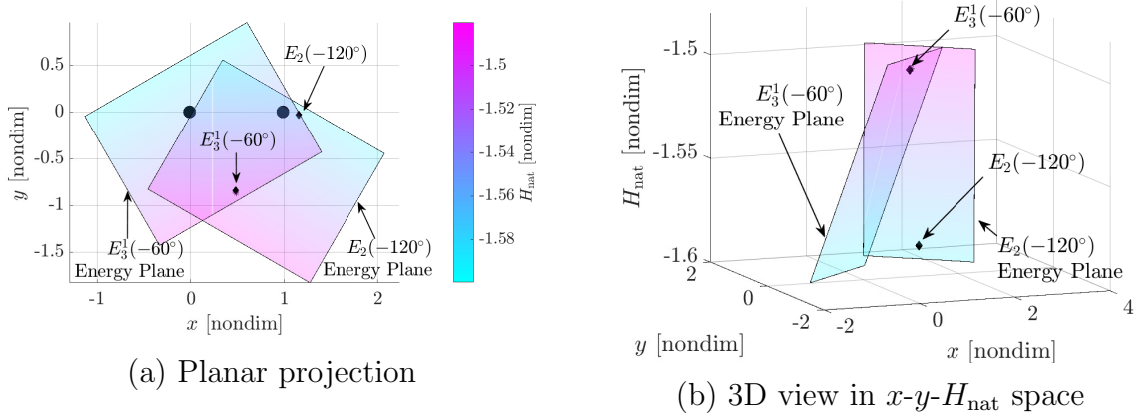 0.5
0
-0.5
-1
-1.5
y [nondim]
-1
0
1
2
x [nondim]
E₂(−120°)
E₃¹(−60°)
E₃¹(−60°)
Energy Plane
E₂(−120°)
Energy Plane
-1.5
-1.52
-1.54
-1.56
-1.58
H_nat [nondim]
(a) Planar projection
-1.5
-1.55
-1.6
H_nat [nondim]
2
0
-2
y [nondim]
-2
0
2
4
x [nondim]
E₃¹(−60°)
E₃¹(−60°)
Energy Plane
E₂(−120°)
E₂(−120°)
Energy Plane
(b) 3D view in x-y-H_nat space